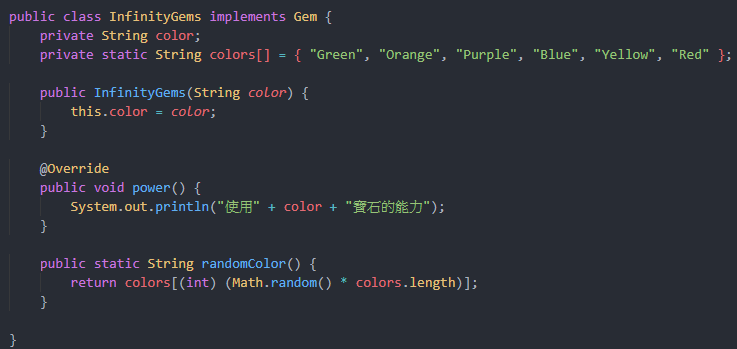 public class InfinityGems implements Gem {
    private String color;
    private static String colors[] = { "Green", "Orange", "Purple", "Blue", "Yellow", "Red" };

    public InfinityGems(String color) {
        this.color = color;
    }

    @Override
    public void power() {
        System.out.println("使用" + color + "寶石的能力");
    }

    public static String randomColor() {
        return colors[(int) (Math.random() * colors.length)];
    }

}